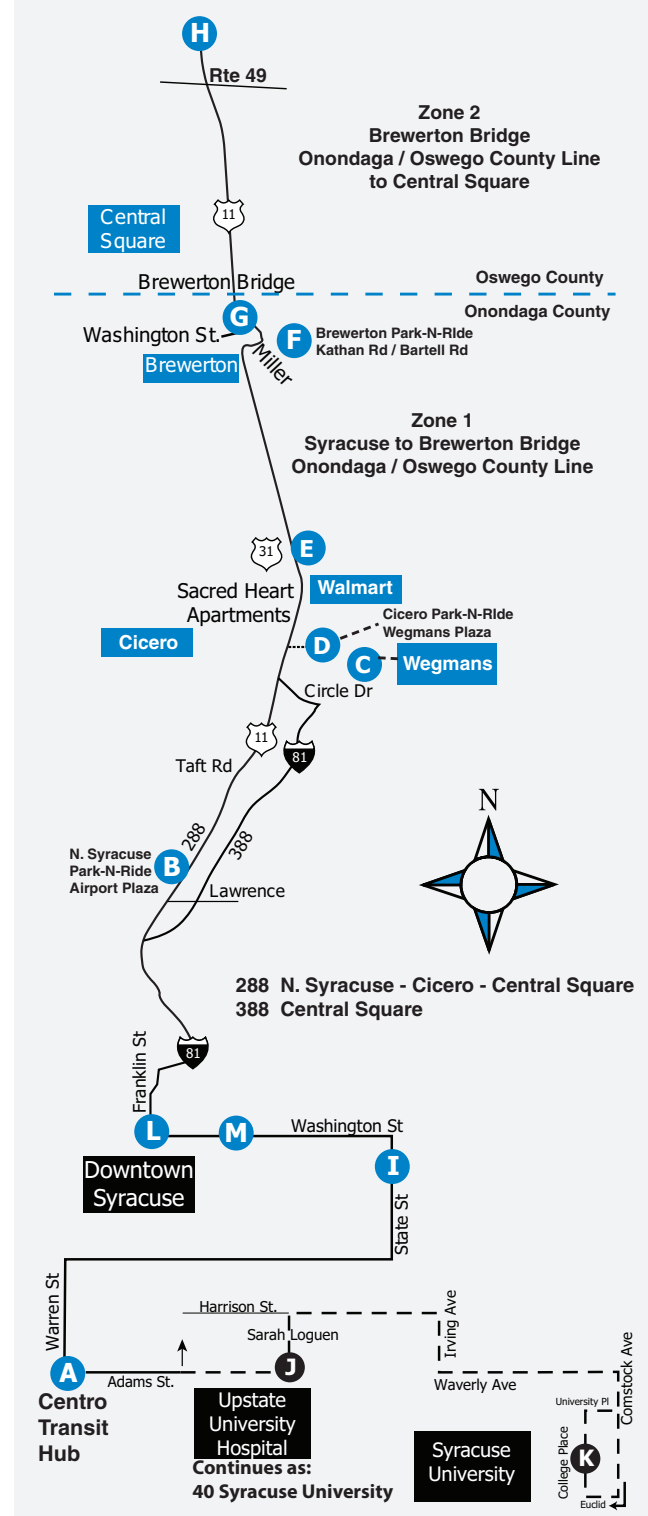 H
Rte 49
Zone 2
Brewerton Bridge
Onondaga / Oswego County Line
to Central Square
11
Central
Square
Brewerton Bridge
Oswego County
Onondaga County
G
Washington St.
F
Brewerton Park-N-RIde
Kathan Rd / Bartell Rd
Miller
Brewerton
Zone 1
Syracuse to Brewerton Bridge
Onondaga / Oswego County Line
31
E
Sacred Heart
Apartments
Walmart
Cicero
D
Cicero Park-N-RIde
Wegmans Plaza
C
Wegmans
Circle Dr
11
81
Taft Rd
288
388
N. Syracuse
Park-N-Ride
Airport Plaza
B
Lawrence
N
288 N. Syracuse - Cicero - Central Square
388 Central Square
81
Franklin St
L
M
Washington St
I
Downtown
Syracuse
State St
Warren St
Harrison St.
Sarah Loguen
Irving Ave
A
Adams St.
J
Waverly Ave
Comstock Ave
Centro
Transit
Hub
Upstate
University
Hospital
Continues as:
40 Syracuse University
Syracuse
University
University Pl
College Place
K
Euclid